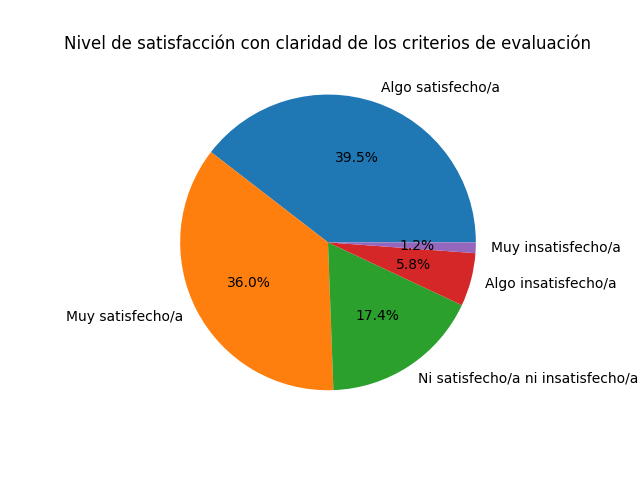 Nivel de satisfacción con claridad de los criterios de evaluación
Algo satisfecho/a
39.5%
Muy insatisfecho/a
1.2%
5.8%
Algo insatisfecho/a
36.0%
Muy satisfecho/a
17.4%
Ni satisfecho/a ni insatisfecho/a